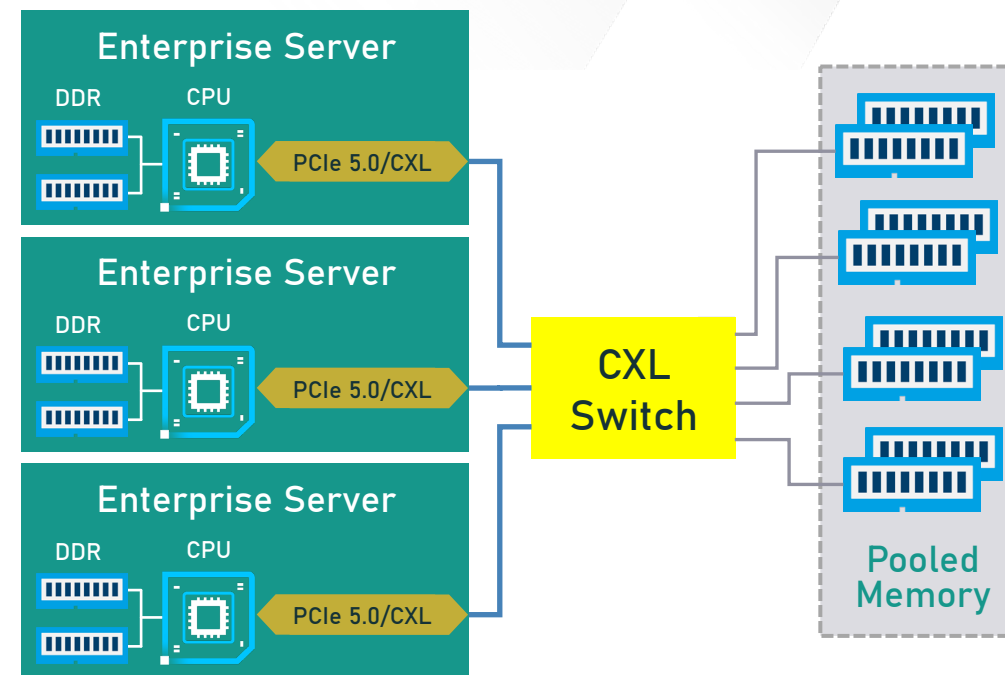 Enterprise Server
DDR CPU
PCIe 5.0/CXL
Enterprise Server
DDR CPU
PCIe 5.0/CXL
Enterprise Server
DDR CPU
PCIe 5.0/CXL
CXL
Switch
Pooled
Memory